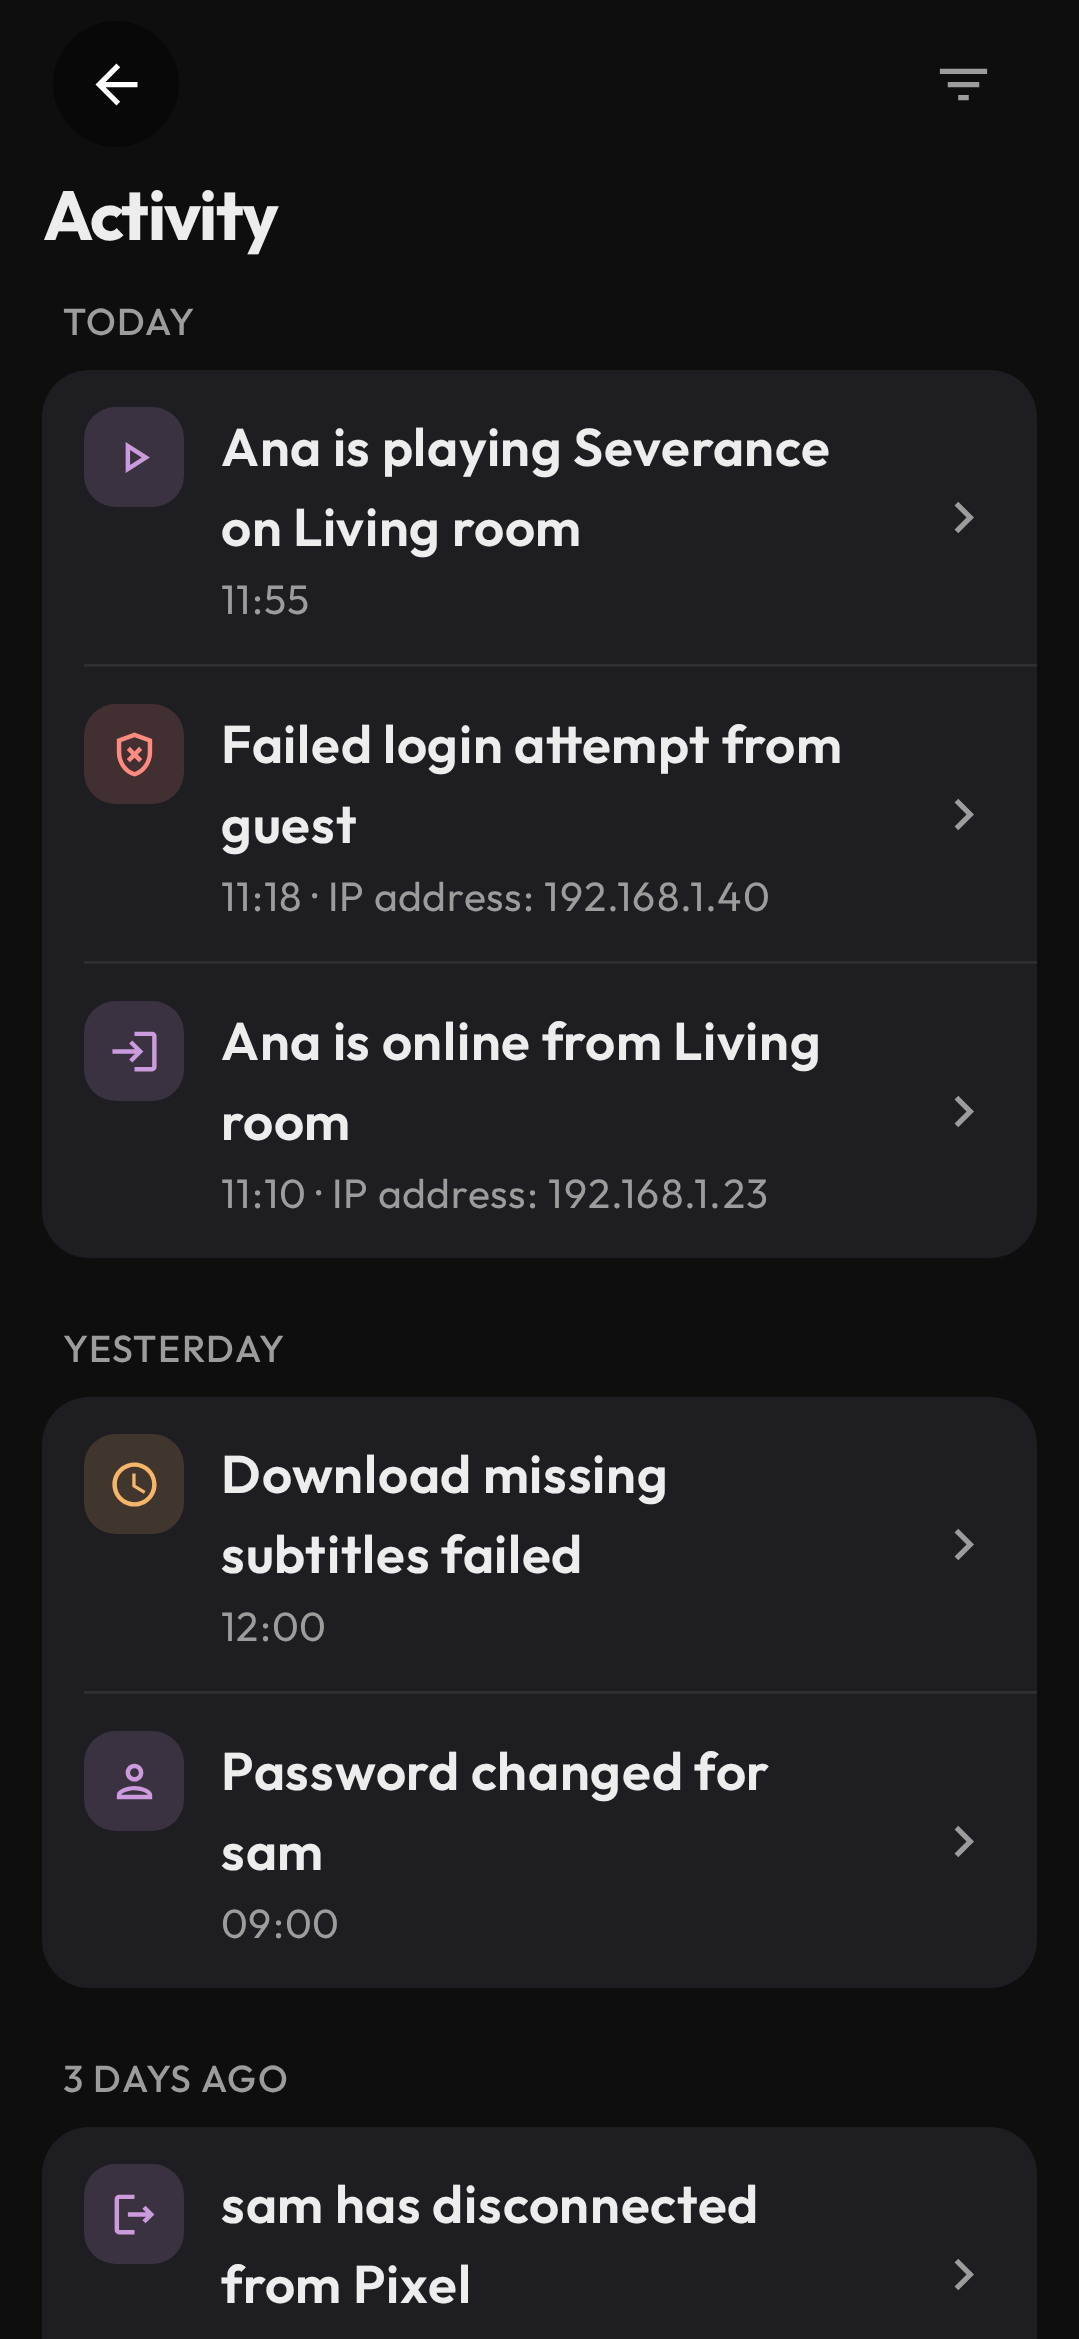 Activity
TODAY
Ana is playing Severance
on Living room
11:55
Failed login attempt from
guest
11:18 · IP address: 192.168.1.40
Ana is online from Living
room
11:10 · IP address: 192.168.1.23
YESTERDAY
Download missing
subtitles failed
12:00
Password changed for
sam
09:00
3 DAYS AGO
sam has disconnected
from Pixel